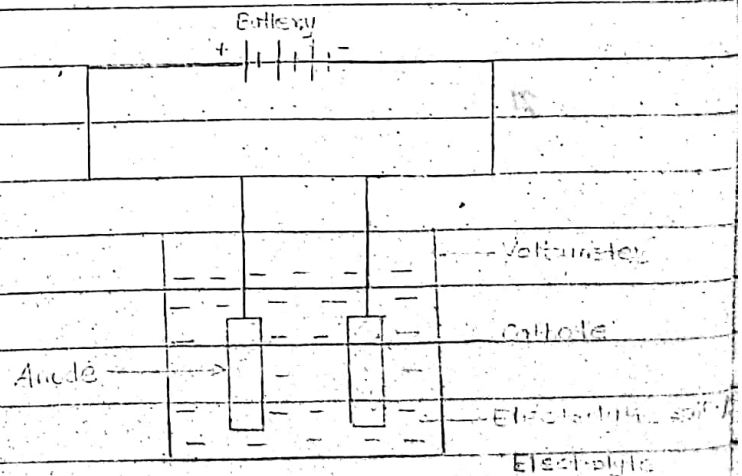 Battery
+ -
Voltameter
Cathode
Anode
Electrolytic
Electrolyte